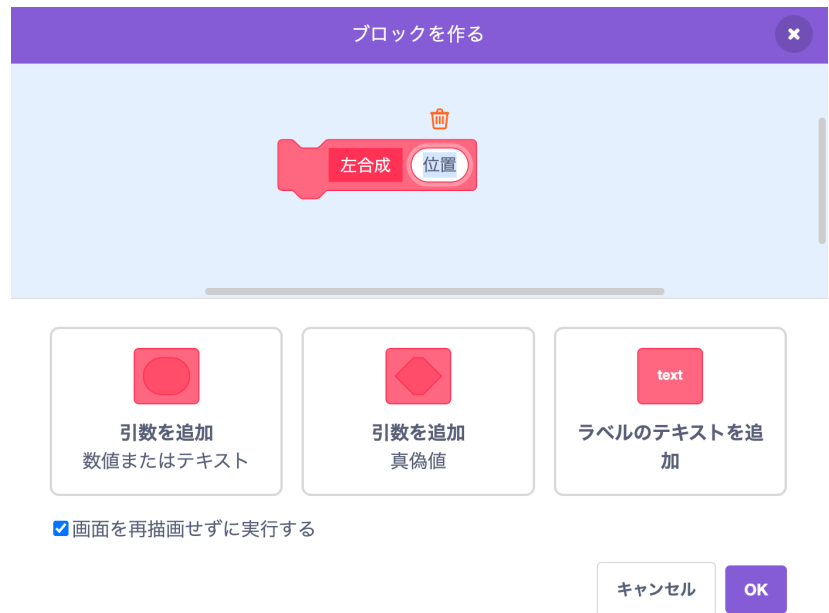 ブロックを作る
左合成 位置
引数を追加
数値またはテキスト
引数を追加
真偽値
text
ラベルのテキストを追
加
画面を再描画せずに実行する
キャンセル
OK